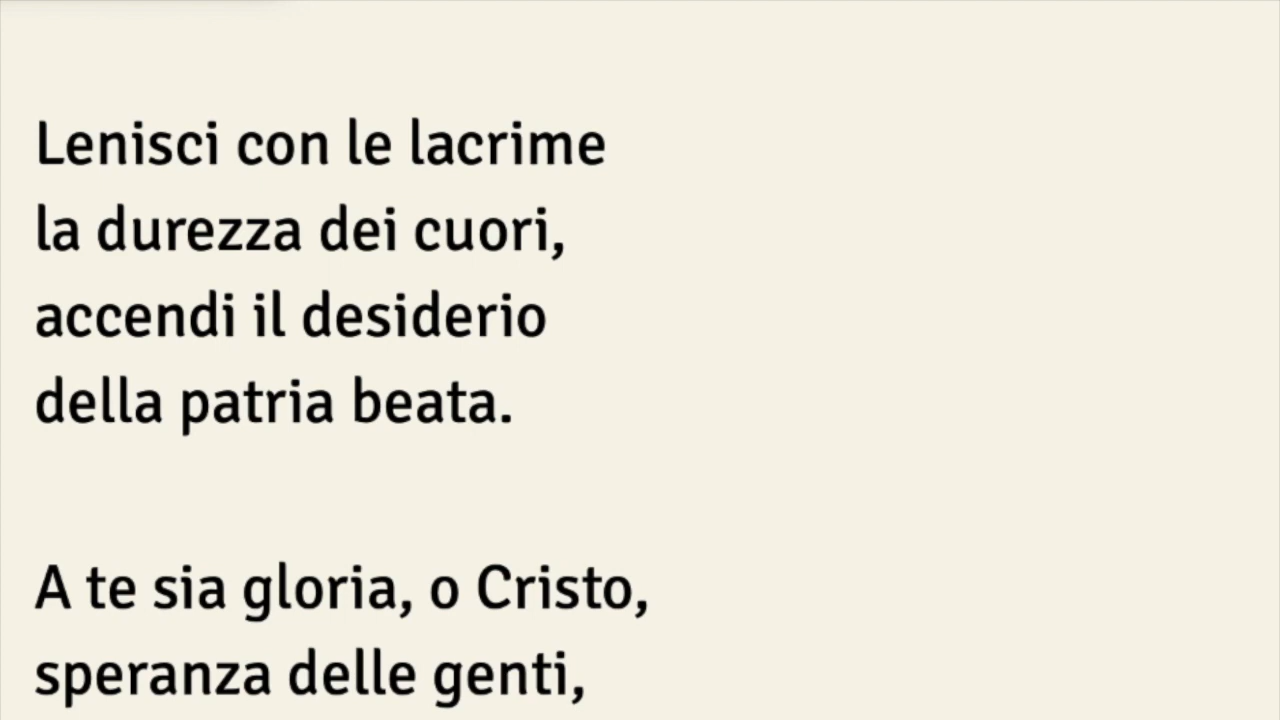 Lenisci con le lacrime
la durezza dei cuori,
accendi il desiderio
della patria beata.
A te sia gloria, o Cristo,
speranza delle genti,